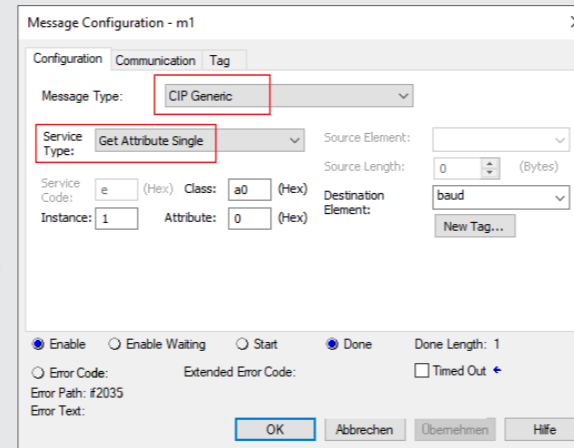 Message Configuration - m1
Configuration Communication Tag
Message Type: CIP Generic
Service Type: Get Attribute Single
Source Element:
Source Length: 0 (Bytes)
Service Code: e (Hex) Class: a0 (Hex)
Destination Element: baud
Instance: 1 Attribute: 0 (Hex)
New Tag...
Enable Enable Waiting Start Done Done Length: 1
Error Code: Extended Error Code: Timed Out
Error Path: if2035
Error Text:
OK Abbrechen Übernehmen Hilfe